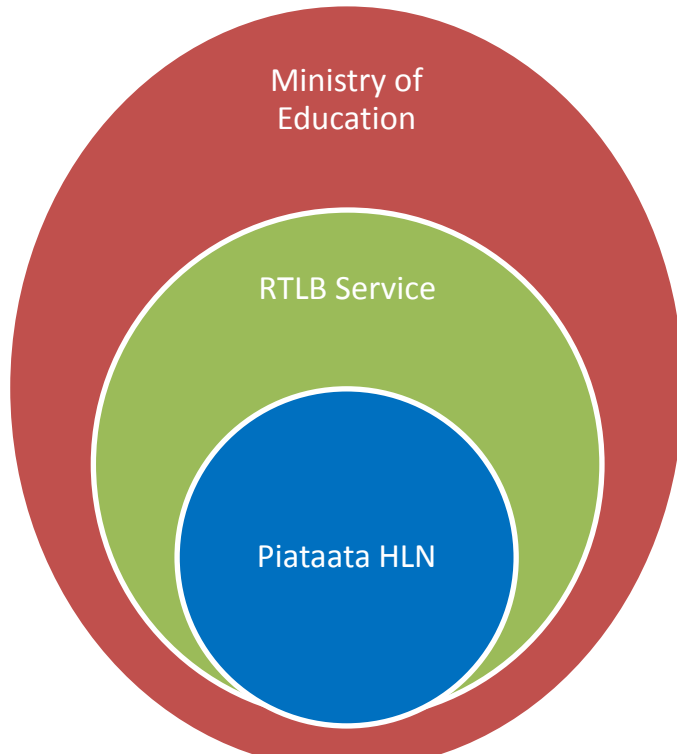 Ministry of
Education
RTLB Service
Piataata HLN